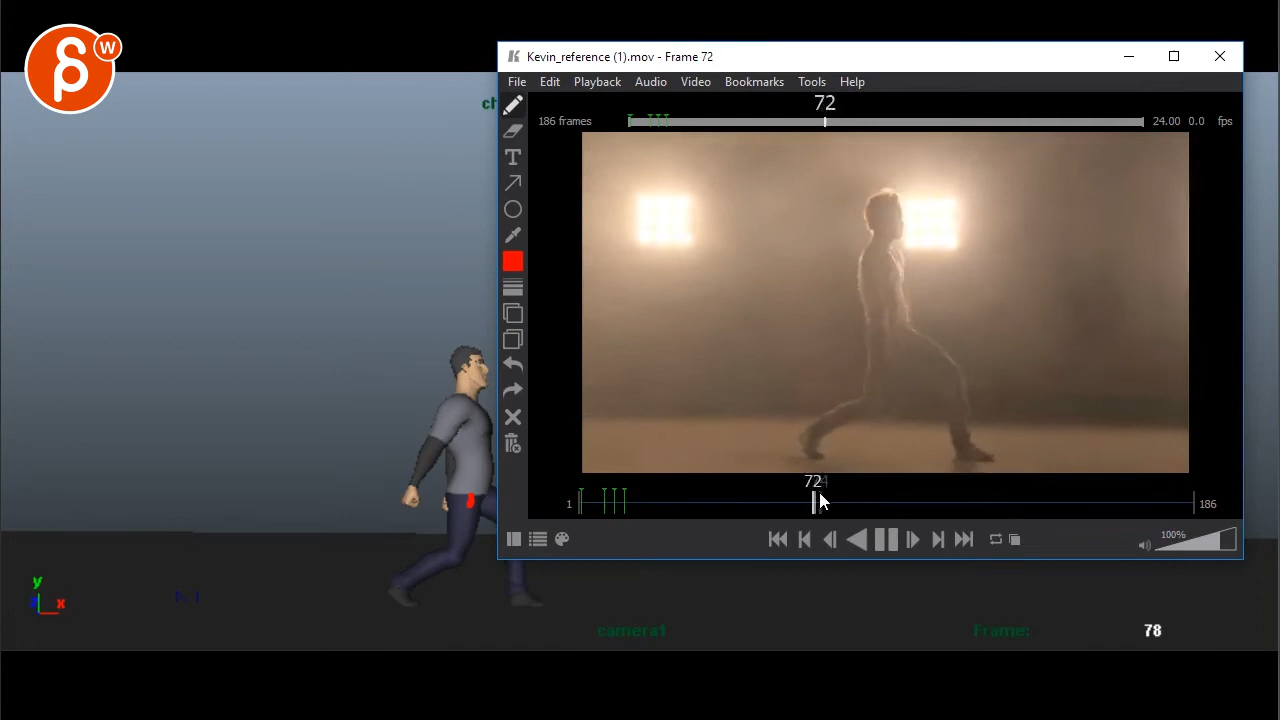 W
Kevin_reference (1).mov - Frame 72
File Edit Playback Audio Video Bookmarks Tools Help
ch
72
186 frames
24.00 0.0 fps
T
72
1
186
100%
y
x
camera1
Frame:
78